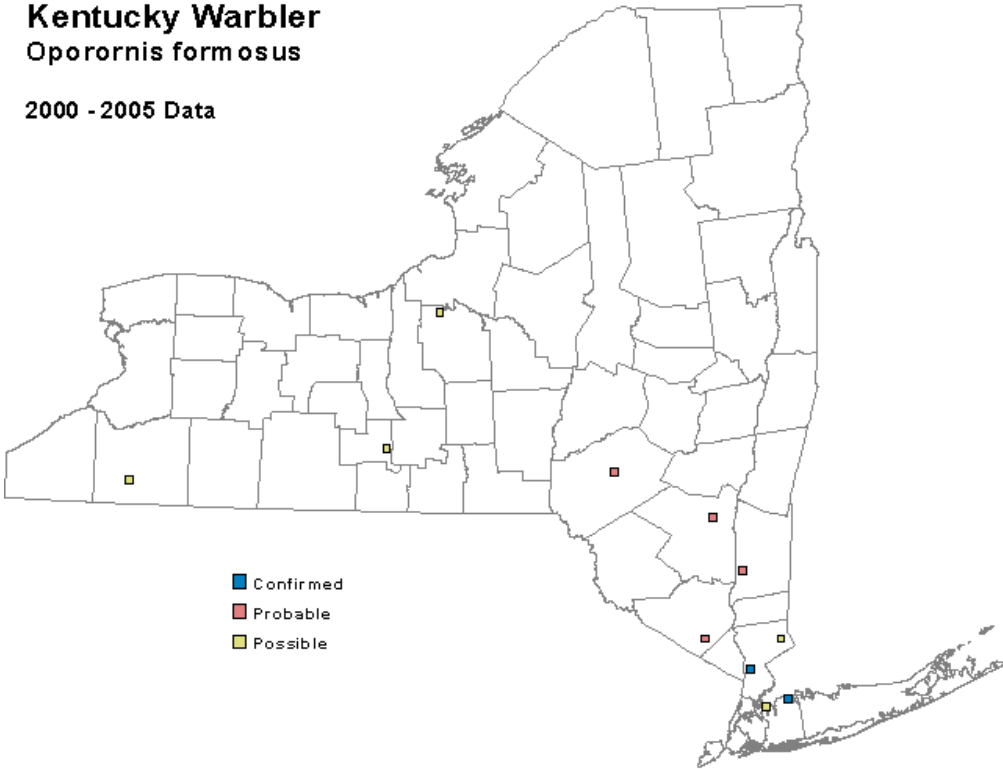 Kentucky Warbler
Oporornis formosus
2000 - 2005 Data
Confirmed
Probable
Possible